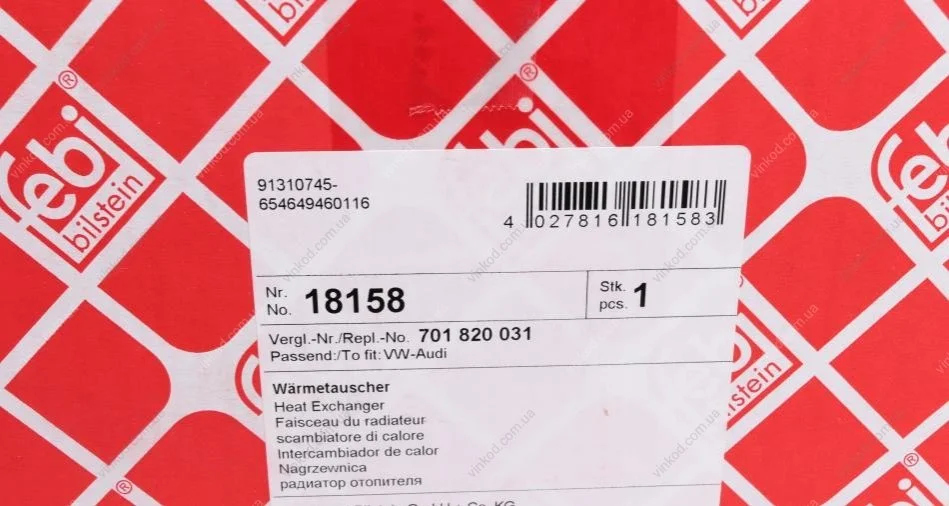 febi
bilstein
®
91310745-
654649460116
4 027816 181583
Nr.
No. 18158
Stk.
pcs. 1
Vergl.-Nr./Repl.-No. 701 820 031
Passend:/To fit: VW-Audi
Wärmetauscher
Heat Exchanger
Faisceau du radiateur
scambiatore di calore
Intercambiador de calor
Nagrzewnica
радиатор отопителя
vinkod.com.ua